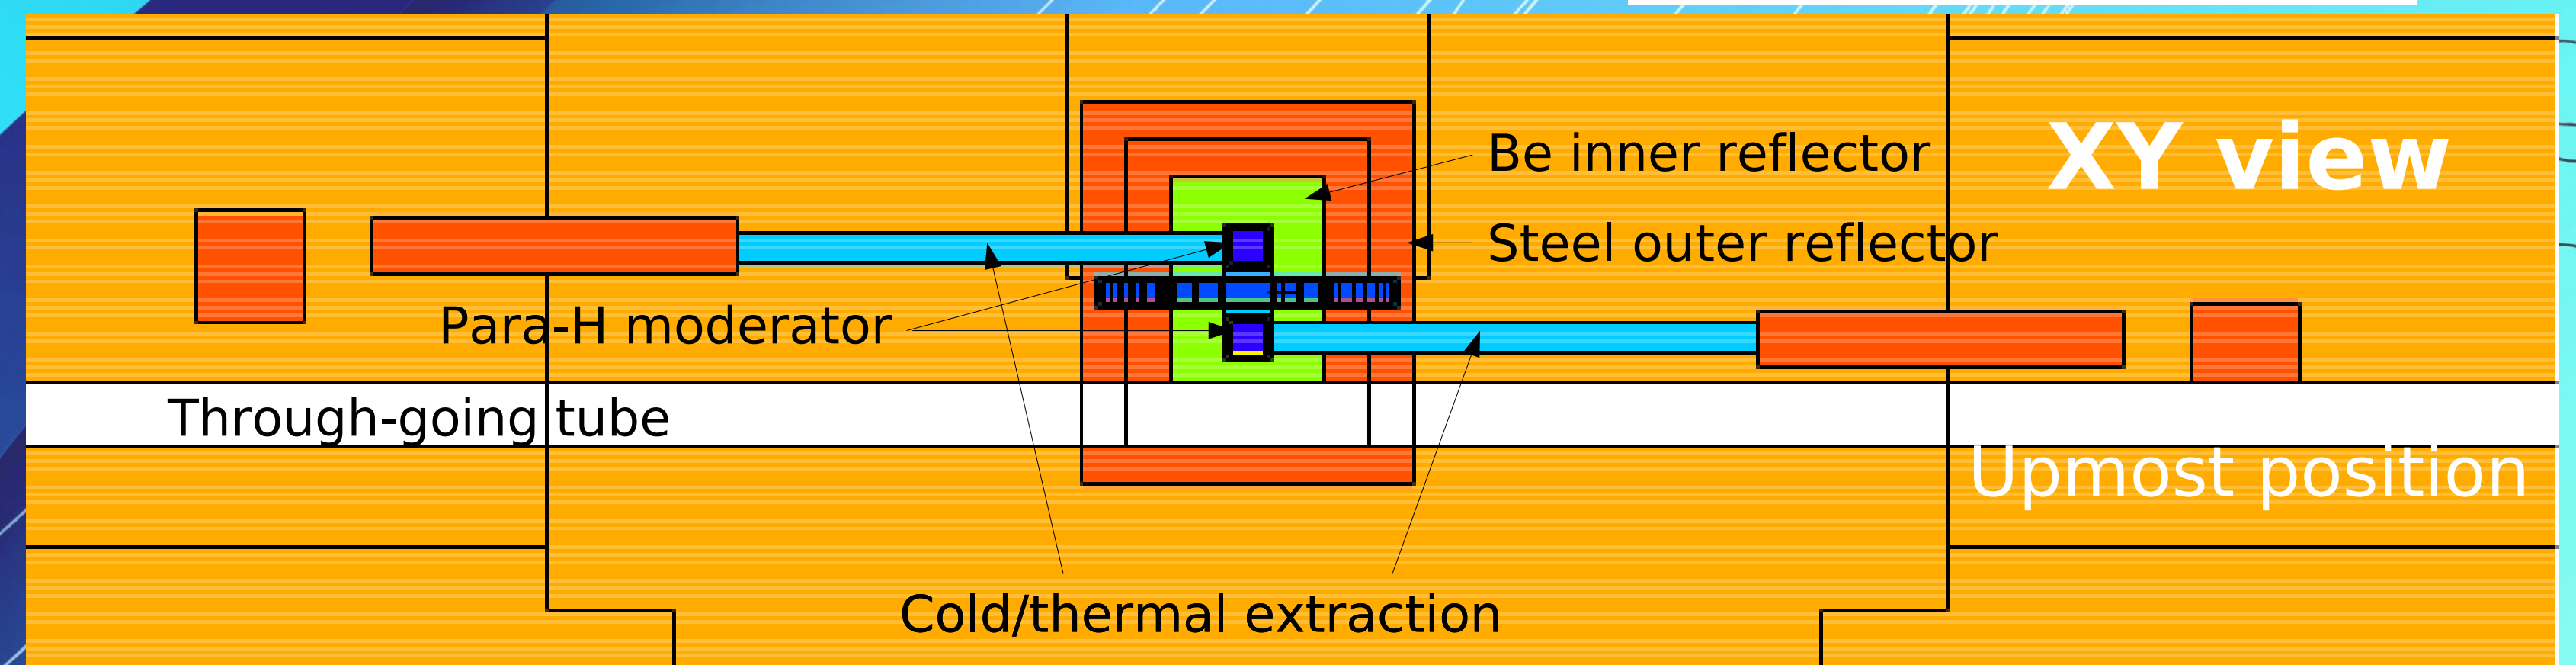 Be inner reflector
XY view
Steel outer reflector
Para-H moderator
Through-going tube
Upmost position
Cold/thermal extraction